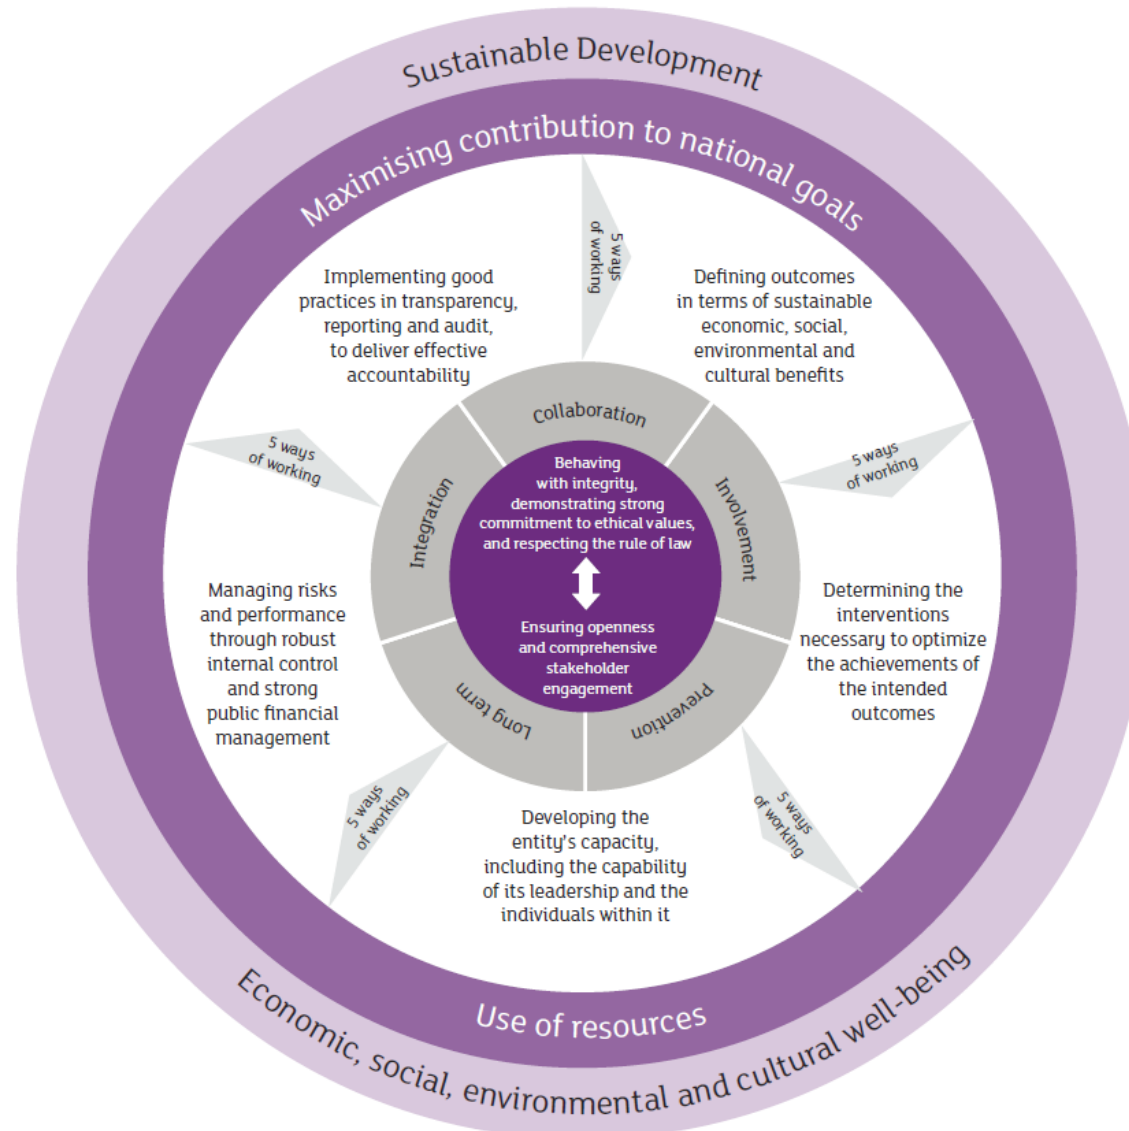 Sustainable Development
Maximising contribution to national goals
5 ways
of working
Implementing good
practices in transparency,
reporting and audit,
to deliver effective
accountability
Defining outcomes
in terms of sustainable
economic, social,
environmental and
cultural benefits
Collaboration
5 ways
of working
5 ways
of working
Integration
Involvement
Behaving
with integrity,
demonstrating strong
commitment to ethical values,
and respecting the rule of law
Ensuring openness
and comprehensive
stakeholder
engagement
Managing risks
and performance
through robust
internal control
and strong
public financial
management
Determining the
interventions
necessary to optimize
the achievements of
the intended
outcomes
Long term
Prevention
5 ways
of working
5 ways
of working
Developing the
entity's capacity,
including the capability
of its leadership and the
individuals within it
Use of resources
Economic, social, environmental and cultural well-being